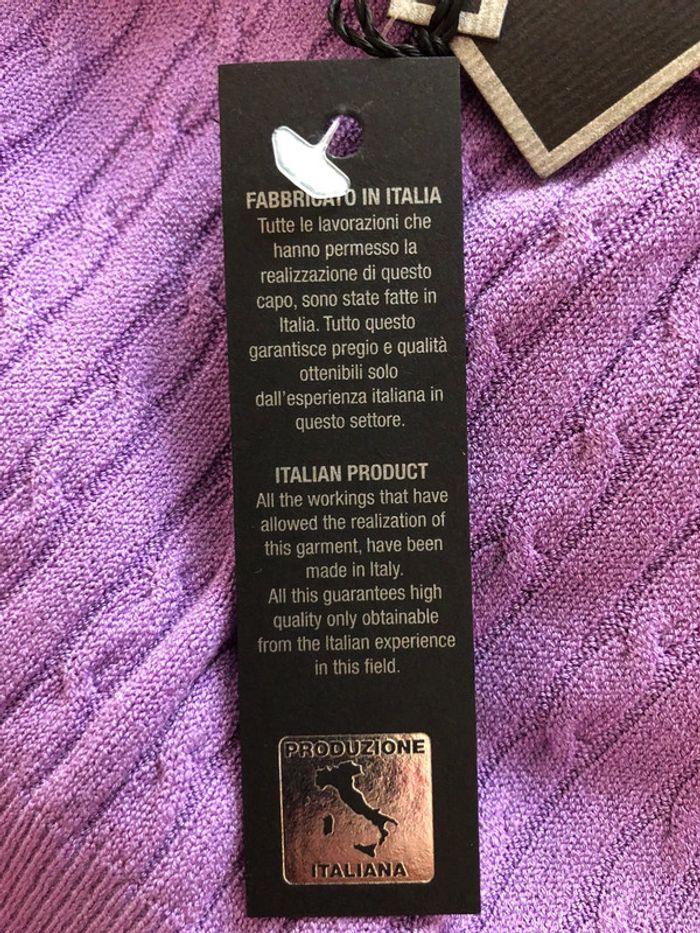 FABBRICATO IN ITALIA
Tutte le lavorazioni che
hanno permesso la
realizzazione di questo
capo, sono state fatte in
Italia. Tutto questo
garantisce pregio e qualità
ottenibili solo
dall'esperienza italiana in
questo settore.
ITALIAN PRODUCT
All the workings that have
allowed the realization of
this garment, have been
made in Italy.
All this guarantees high
quality only obtainable
from the Italian experience
in this field.
PRODUZIONE
ITALIANA